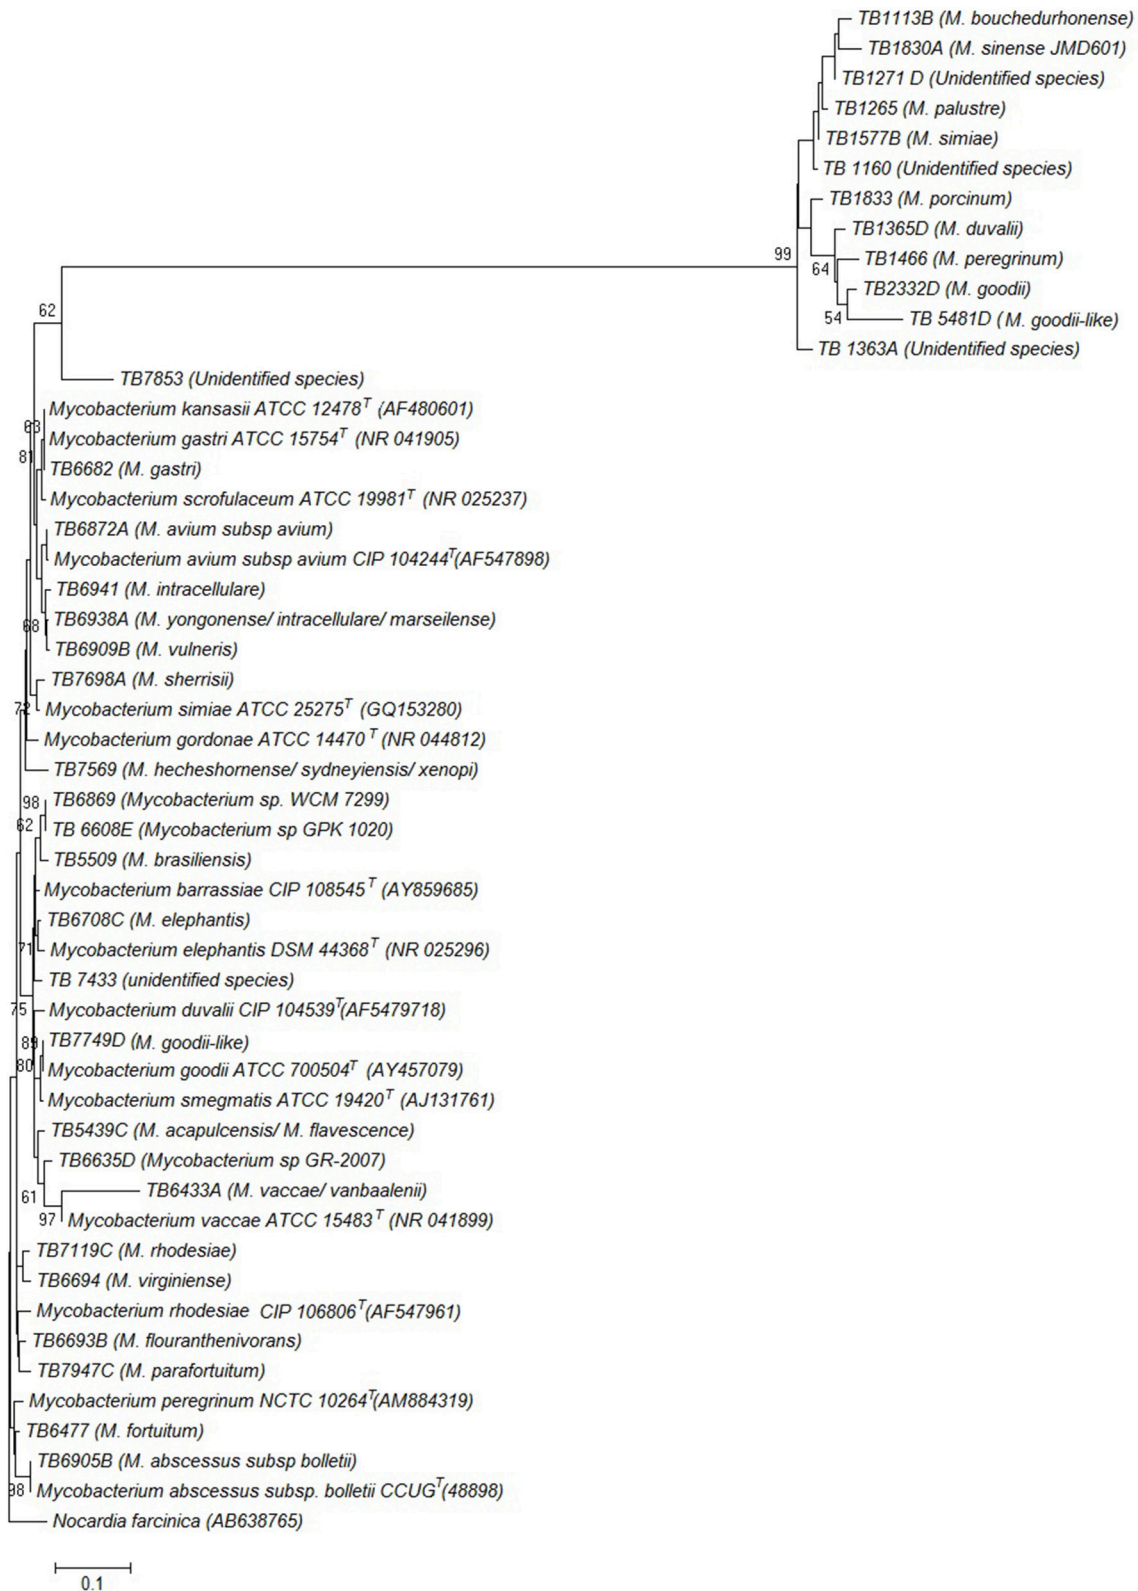 TB1113B (M. bouchedurhonense)
TB1830A (M. sinense JMD601)
TB1271 D (Unidentified species)
TB1265 (M. palustre)
TB1577B (M. simiae)
TB 1160 (Unidentified species)
TB1833 (M. porcinum)
TB1365D (M. duvalii)
99
TB1466 (M. peregrinum)
64
TB2332D (M. goodii)
62
54
TB 5481D (M. goodii-like)
TB 1363A (Unidentified species)
TB7853 (Unidentified species)
Mycobacterium kansasii ATCC 12478T (AF480601)
63
Mycobacterium gastri ATCC 15754T (NR 041905)
81
TB6682 (M. gastri)
Mycobacterium scrofulaceum ATCC 19981T (NR 025237)
TB6872A (M. avium subsp avium)
Mycobacterium avium subsp avium CIP 104244T(AF547898)
TB6941 (M. intracellulare)
TB6938A (M. yongonense/ intracellulare/ marseilense)
68
TB6909B (M. vulneris)
TB7698A (M. sherrisii)
72
Mycobacterium simiae ATCC 25275T (GQ153280)
Mycobacterium gordonae ATCC 14470 T (NR 044812)
TB7569 (M. hecheshornense/ sydneyiensis/ xenopi)
98
TB6869 (Mycobacterium sp. WCM 7299)
62
TB 6608E (Mycobacterium sp GPK 1020)
TB5509 (M. brasiliensis)
Mycobacterium barrassiae CIP 108545 T (AY859685)
TB6708C (M. elephantis)
71
Mycobacterium elephantis DSM 44368T (NR 025296)
TB 7433 (unidentified species)
75
Mycobacterium duvalii CIP 104539T(AF5479718)
89
TB7749D (M. goodii-like)
80
Mycobacterium goodii ATCC 700504T (AY457079)
Mycobacterium smegmatis ATCC 19420T (AJ131761)
TB5439C (M. acapulcensis/ M. flavescence)
TB6635D (Mycobacterium sp GR-2007)
61
TB6433A (M. vaccae/ vanbaalenii)
97
Mycobacterium vaccae ATCC 15483T (NR 041899)
TB7119C (M. rhodesiae)
TB6694 (M. virginiense)
Mycobacterium rhodesiae CIP 106806T(AF547961)
TB6693B (M. flouranthenivorans)
TB7947C (M. parafortuitum)
Mycobacterium peregrinum NCTC 10264T(AM884319)
TB6477 (M. fortuitum)
TB6905B (M. abscessus subsp bolletii)
98
Mycobacterium abscessus subsp. bolletii CCUGT(48898)
Nocardia farcinica (AB638765)
0.1